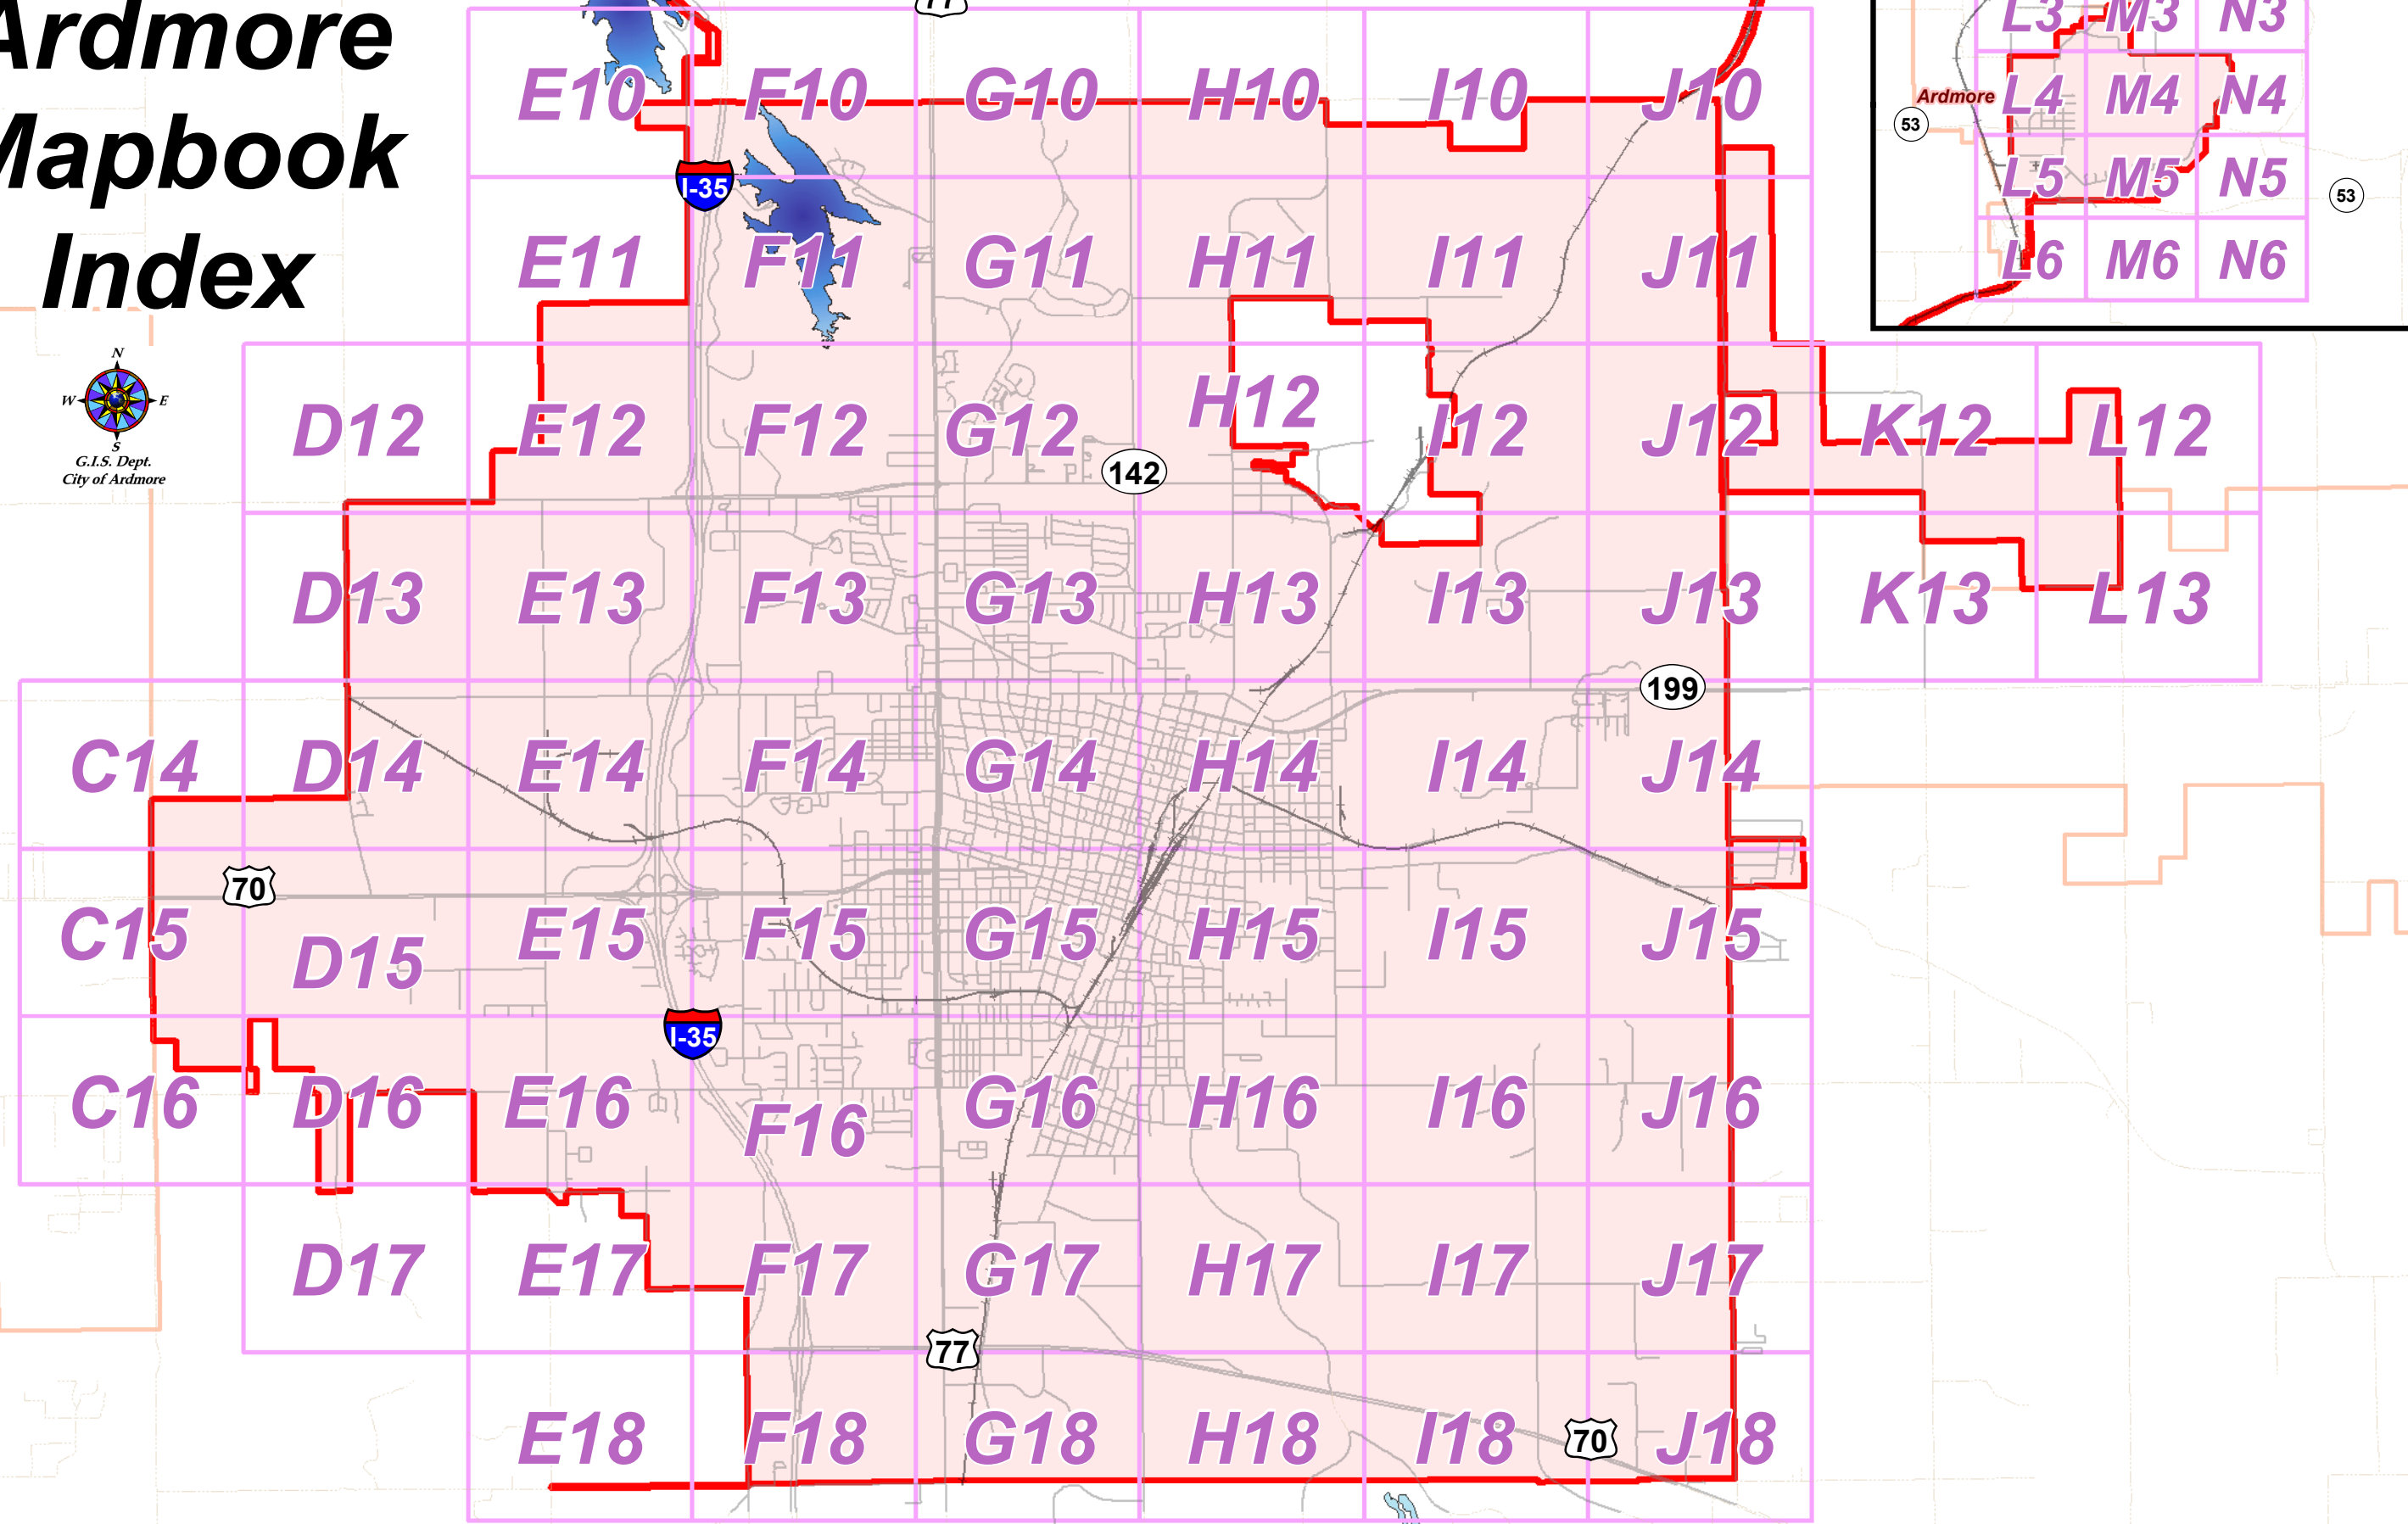 Ardmore
Mapbook
Index
N
W
E
S
G.I.S. Dept.
City of Ardmore
77
L3 M3 N3
Ardmore
L4 M4 N4
53
L5 M5 N5
53
L6 M6 N6
E10 F10 G10 H10 I10 J10
I-35
E11 F11 G11 H11 I11 J11
D12 E12 F12 G12 H12 I12 J12 K12 L12
142
D13 E13 F13 G13 H13 I13 J13 K13 L13
199
C14 D14 E14 F14 G14 H14 I14 J14
70
C15 D15 E15 F15 G15 H15 I15 J15
I-35
C16 D16 E16 F16 G16 H16 I16 J16
D17 E17 F17 G17 H17 I17 J17
77
E18 F18 G18 H18 I18 70 J18